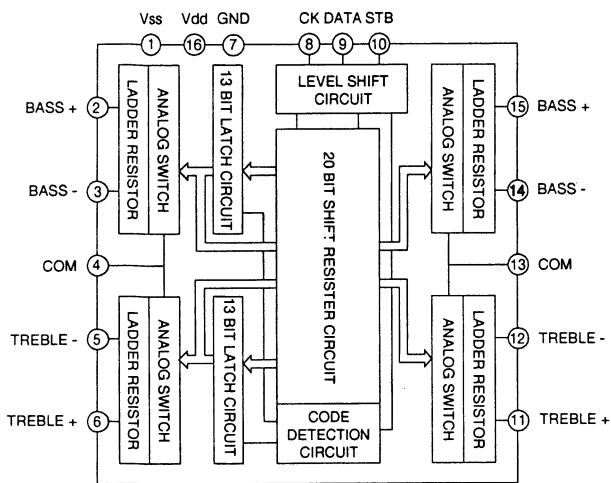 Vss Vdd GND CK DATA STB
1 16 7 8 9 10
LEVEL SHIFT
CIRCUIT
LADDER RESISTOR
ANALOG SWITCH
13 BIT LATCH CIRCUIT
ANALOG SWITCH
LADDER RESISTOR
BASS + 2
15 BASS +
BASS - 3
14 BASS -
20 BIT SHIFT RESISTER CIRCUIT
COM 4
13 COM
LADDER RESISTOR
ANALOG SWITCH
13 BIT LATCH CIRCUIT
ANALOG SWITCH
LADDER RESISTOR
TREBLE - 5
12 TREBLE -
TREBLE + 6
11 TREBLE +
CODE
DETECTION
CIRCUIT